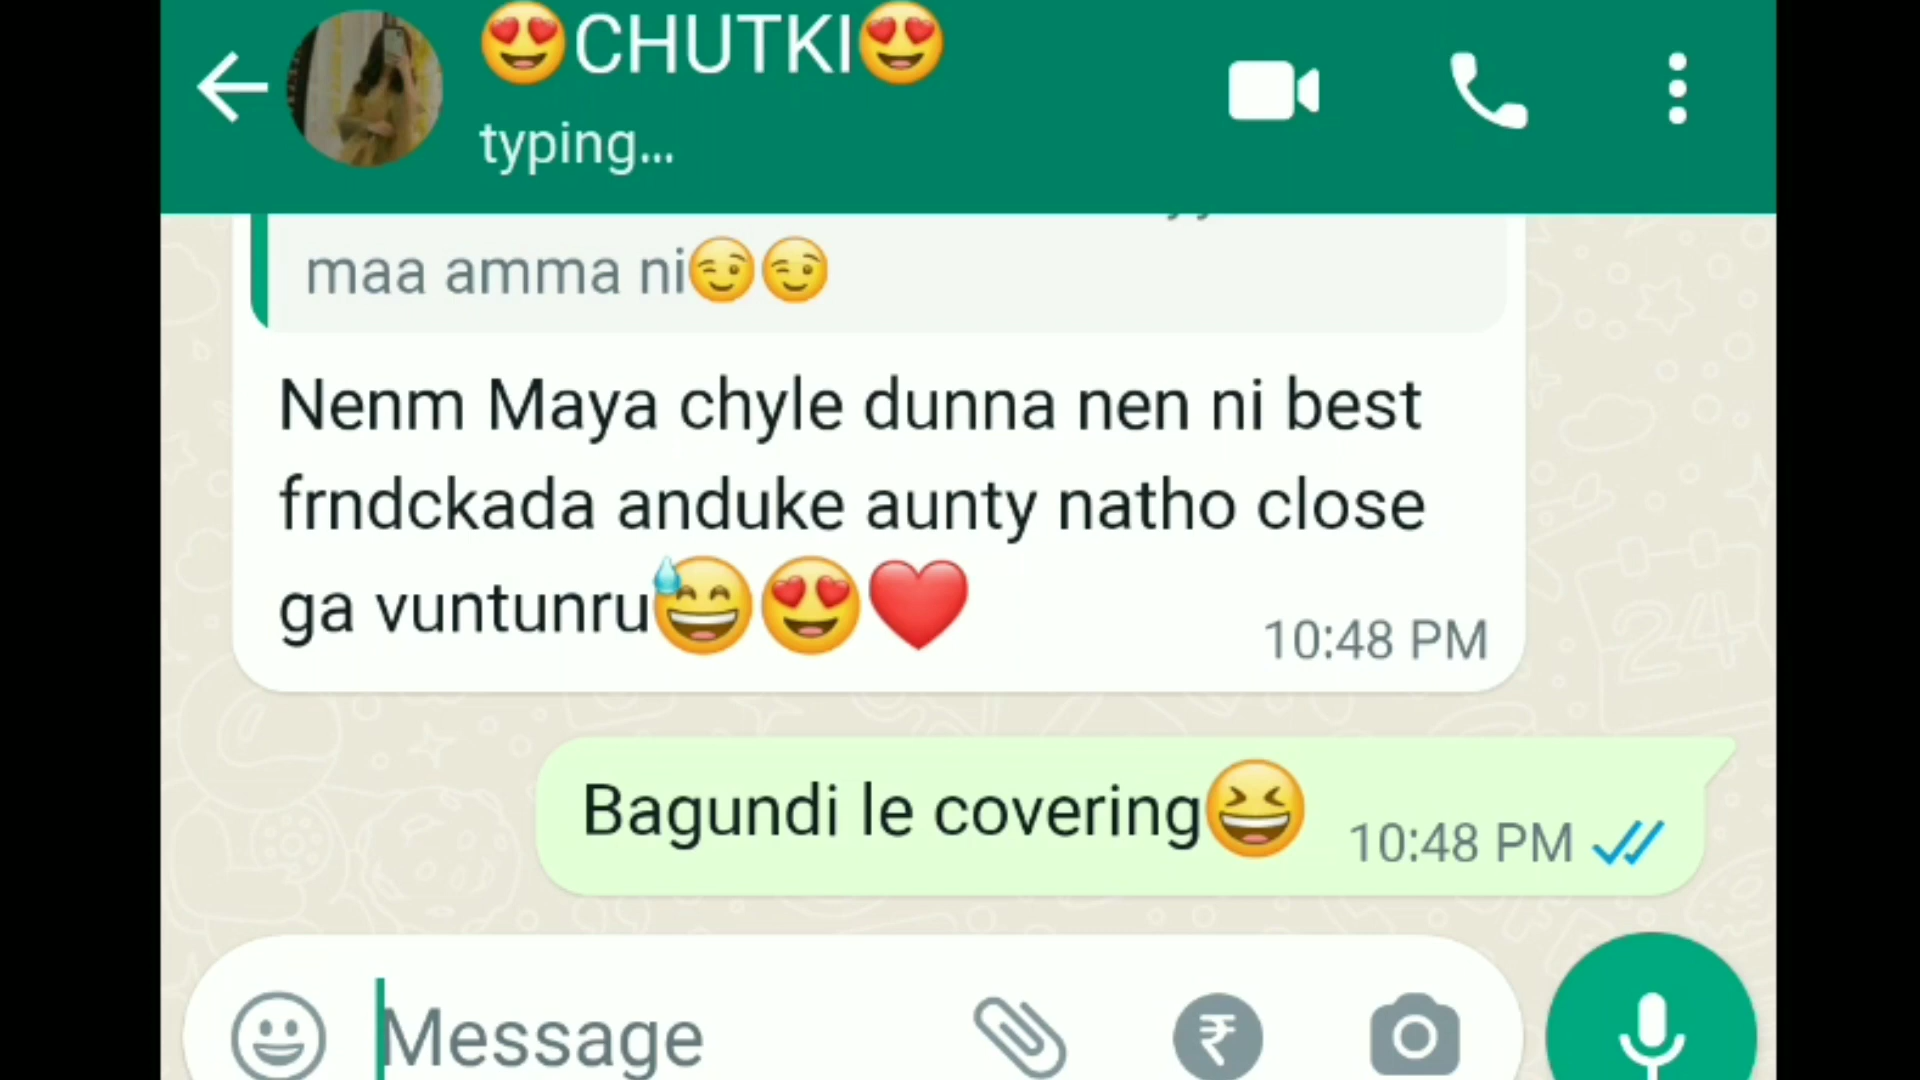 😍CHUTKI😍
typing...
maa amma ni😉😉
Nenm Maya chyle dunna nen ni best
frndckada anduke aunty natho close
ga vuntunru😅😍❤️
10:48 PM
Bagundi le covering😆
10:48 PM
Message